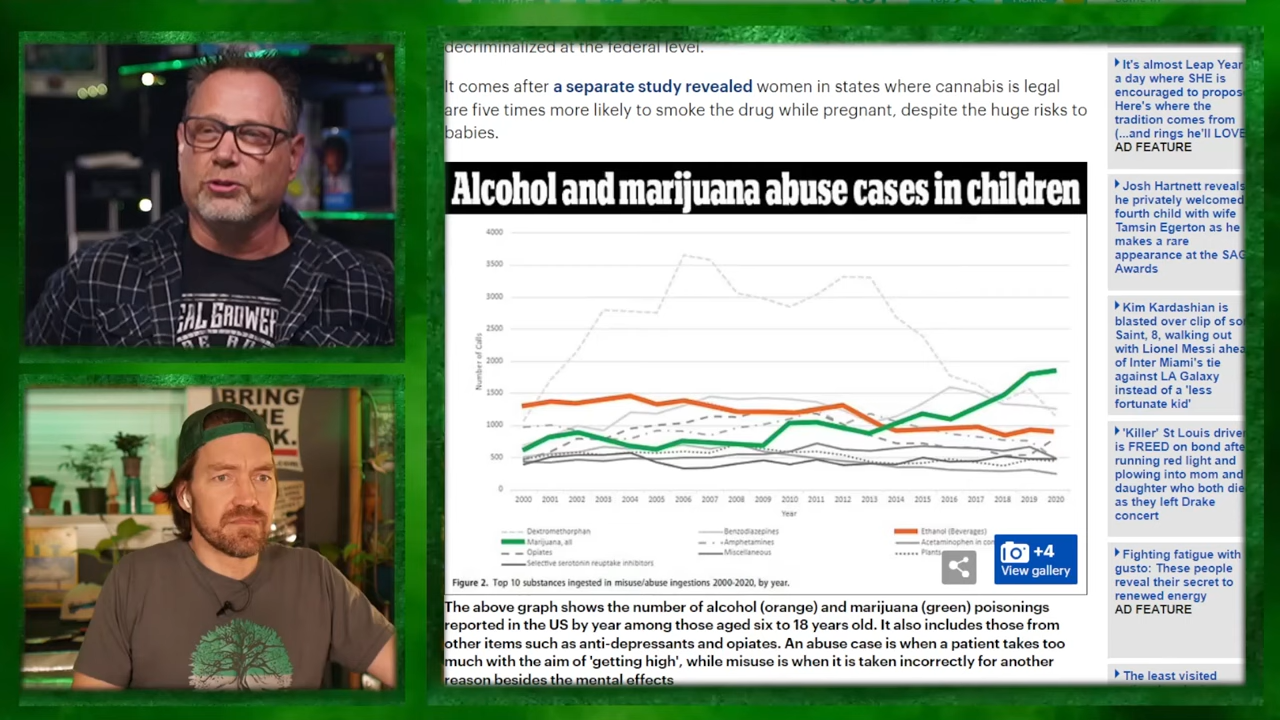 decriminalized at the federal level.
It comes after a separate study revealed women in states where cannabis is legal
are five times more likely to smoke the drug while pregnant, despite the huge risks to
babies.
Alcohol and marijuana abuse cases in children
4000
3500
3000
2500
2000
1500
1000
500
0
Number of Calls
2000 2001 2002 2003 2004 2005 2006 2007 2008 2009 2010 2011 2012 2013 2014 2015 2016 2017 2018 2019 2020
Year
Dextromethorphan Benzodiazepines Ethanol (Beverages)
Marijuana, all Amphetamines Acetaminophen in con
Opiates Miscellaneous Plants
Selective serotonin reuptake inhibitors
+4
View gallery
Figure 2. Top 10 substances ingested in misuse/abuse ingestions 2000-2020, by year.
The above graph shows the number of alcohol (orange) and marijuana (green) poisonings
reported in the US by year among those aged six to 18 years old. It also includes those from
other items such as anti-depressants and opiates. An abuse case is when a patient takes too
much with the aim of 'getting high', while misuse is when it is taken incorrectly for another
reason besides the mental effects
It's almost Leap Year,
a day where SHE is
encouraged to propose
Here's where the
tradition comes from
(...and rings he'll LOVE
AD FEATURE
Josh Hartnett reveals
he privately welcomed
fourth child with wife
Tamsin Egerton as he
makes a rare
appearance at the SAG
Awards
Kim Kardashian is
blasted over clip of so
Saint, 8, walking out
with Lionel Messi ahea
of Inter Miami's tie
against LA Galaxy
instead of a 'less
fortunate kid'
'Killer' St Louis driver
is FREED on bond afte
running red light and
plowing into mom and
daughter who both die
as they left Drake
concert
Fighting fatigue with
gusto: These people
reveal their secret to
renewed energy
AD FEATURE
The least visited
EAL GROWER
BRING
THE